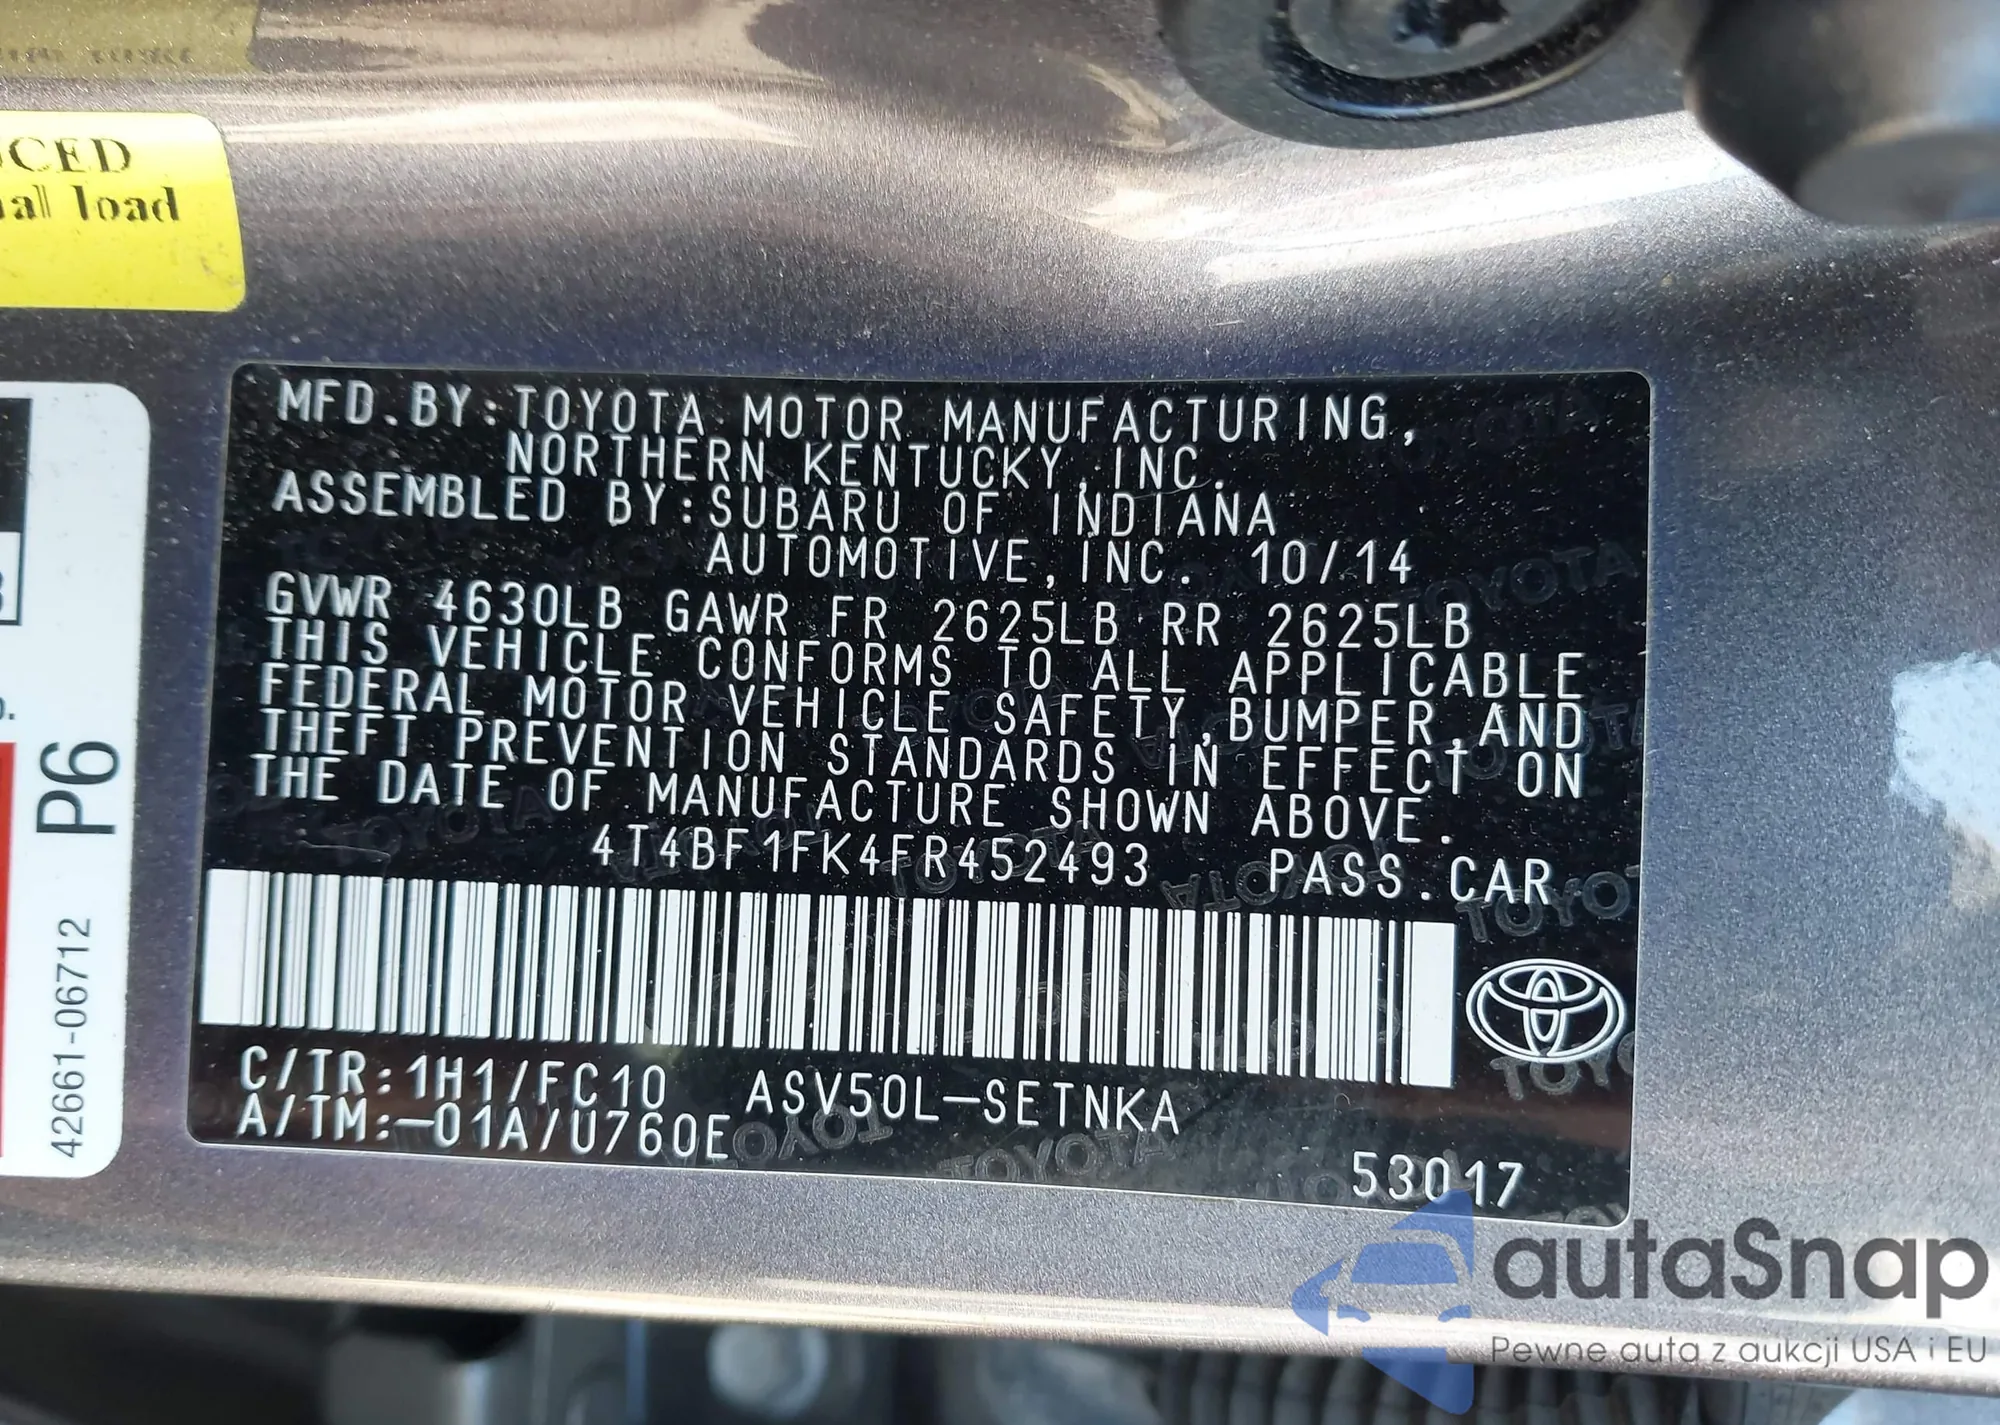 UCED
nal load
P6
42661-06712
MFD.BY:TOYOTA MOTOR MANUFACTURING,
NORTHERN KENTUCKY,INC.
ASSEMBLED BY:SUBARU OF INDIANA
AUTOMOTIVE,INC. 10/14
GVWR 4630LB GAWR FR 2625LB RR 2625LB
THIS VEHICLE CONFORMS TO ALL APPLICABLE
FEDERAL MOTOR VEHICLE SAFETY,BUMPER,AND
THEFT PREVENTION STANDARDS IN EFFECT ON
THE DATE OF MANUFACTURE SHOWN ABOVE.
4T4BF1FK4FR452493 PASS.CAR
C/TR:1H1/FC10 ASV50L-SETNKA
A/TM:-01A/U760E
53017
autaSnap
Pewne auta z aukcji USA i EU